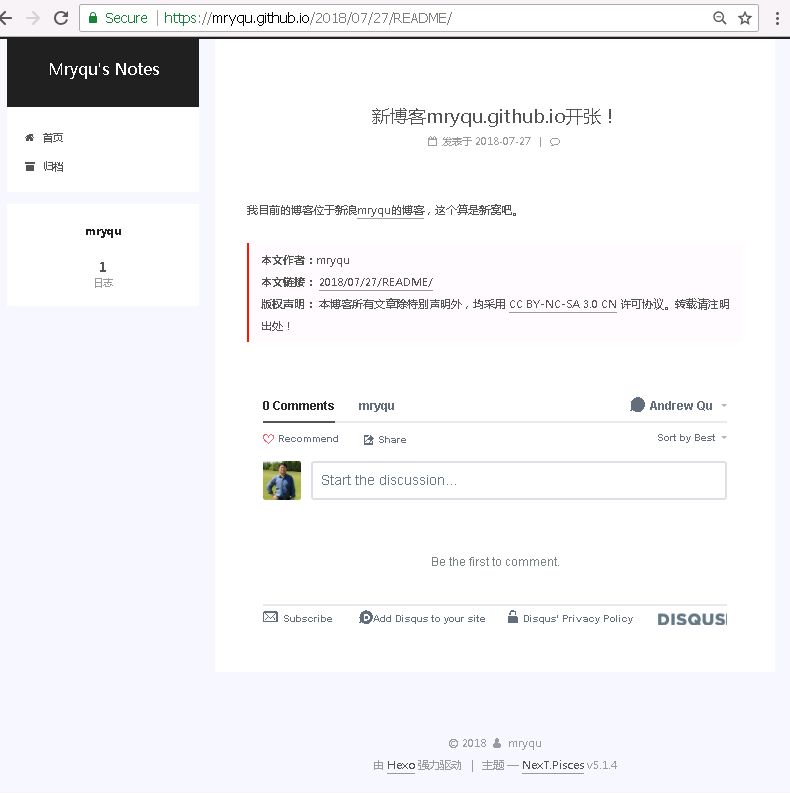 Secure https://mryqu.github.io/2018/07/27/README/
Mryqu's Notes
首页
归档
mryqu
1
日志
新博客mryqu.github.io开张！
发表于 2018-07-27 |
我目前的博客位于新浪mryqu的博客，这个算是新窝吧。
本文作者：mryqu
本文链接： 2018/07/27/README/
版权声明： 本博客所有文章除特别声明外，均采用 CC BY-NC-SA 3.0 CN 许可协议。转载请注明
出处！
0 Comments mryqu Andrew Qu
Recommend Share Sort by Best
Start the discussion...
Be the first to comment.
Subscribe Add Disqus to your site Disqus' Privacy Policy DISQUS
© 2018 mryqu
由 Hexo 强力驱动 | 主题 — NexT.Pisces v5.1.4